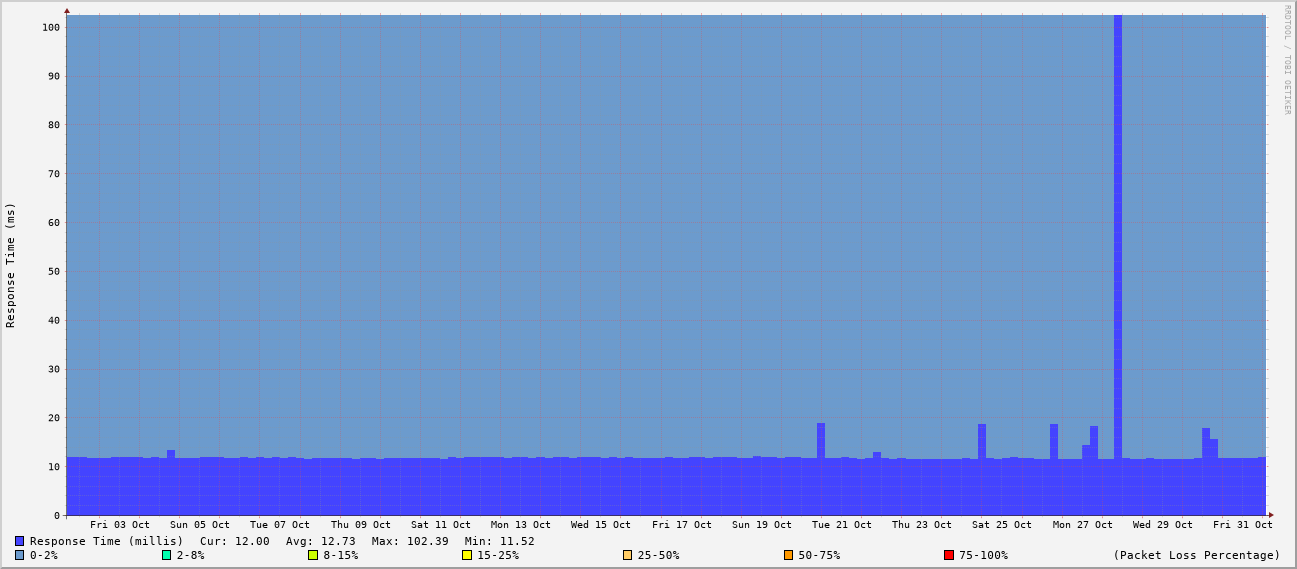 RRDTOOL / TOBI OETIKER
Response Time (ms)
100
90
80
70
60
50
40
30
20
10
0
Fri 03 Oct Sun 05 Oct Tue 07 Oct Thu 09 Oct Sat 11 Oct Mon 13 Oct Wed 15 Oct Fri 17 Oct Sun 19 Oct Tue 21 Oct Thu 23 Oct Sat 25 Oct Mon 27 Oct Wed 29 Oct Fri 31 Oct
Response Time (millis) Cur: 12.00 Avg: 12.73 Max: 102.39 Min: 11.52
0-2% 2-8% 8-15% 15-25% 25-50% 50-75% 75-100% (Packet Loss Percentage)